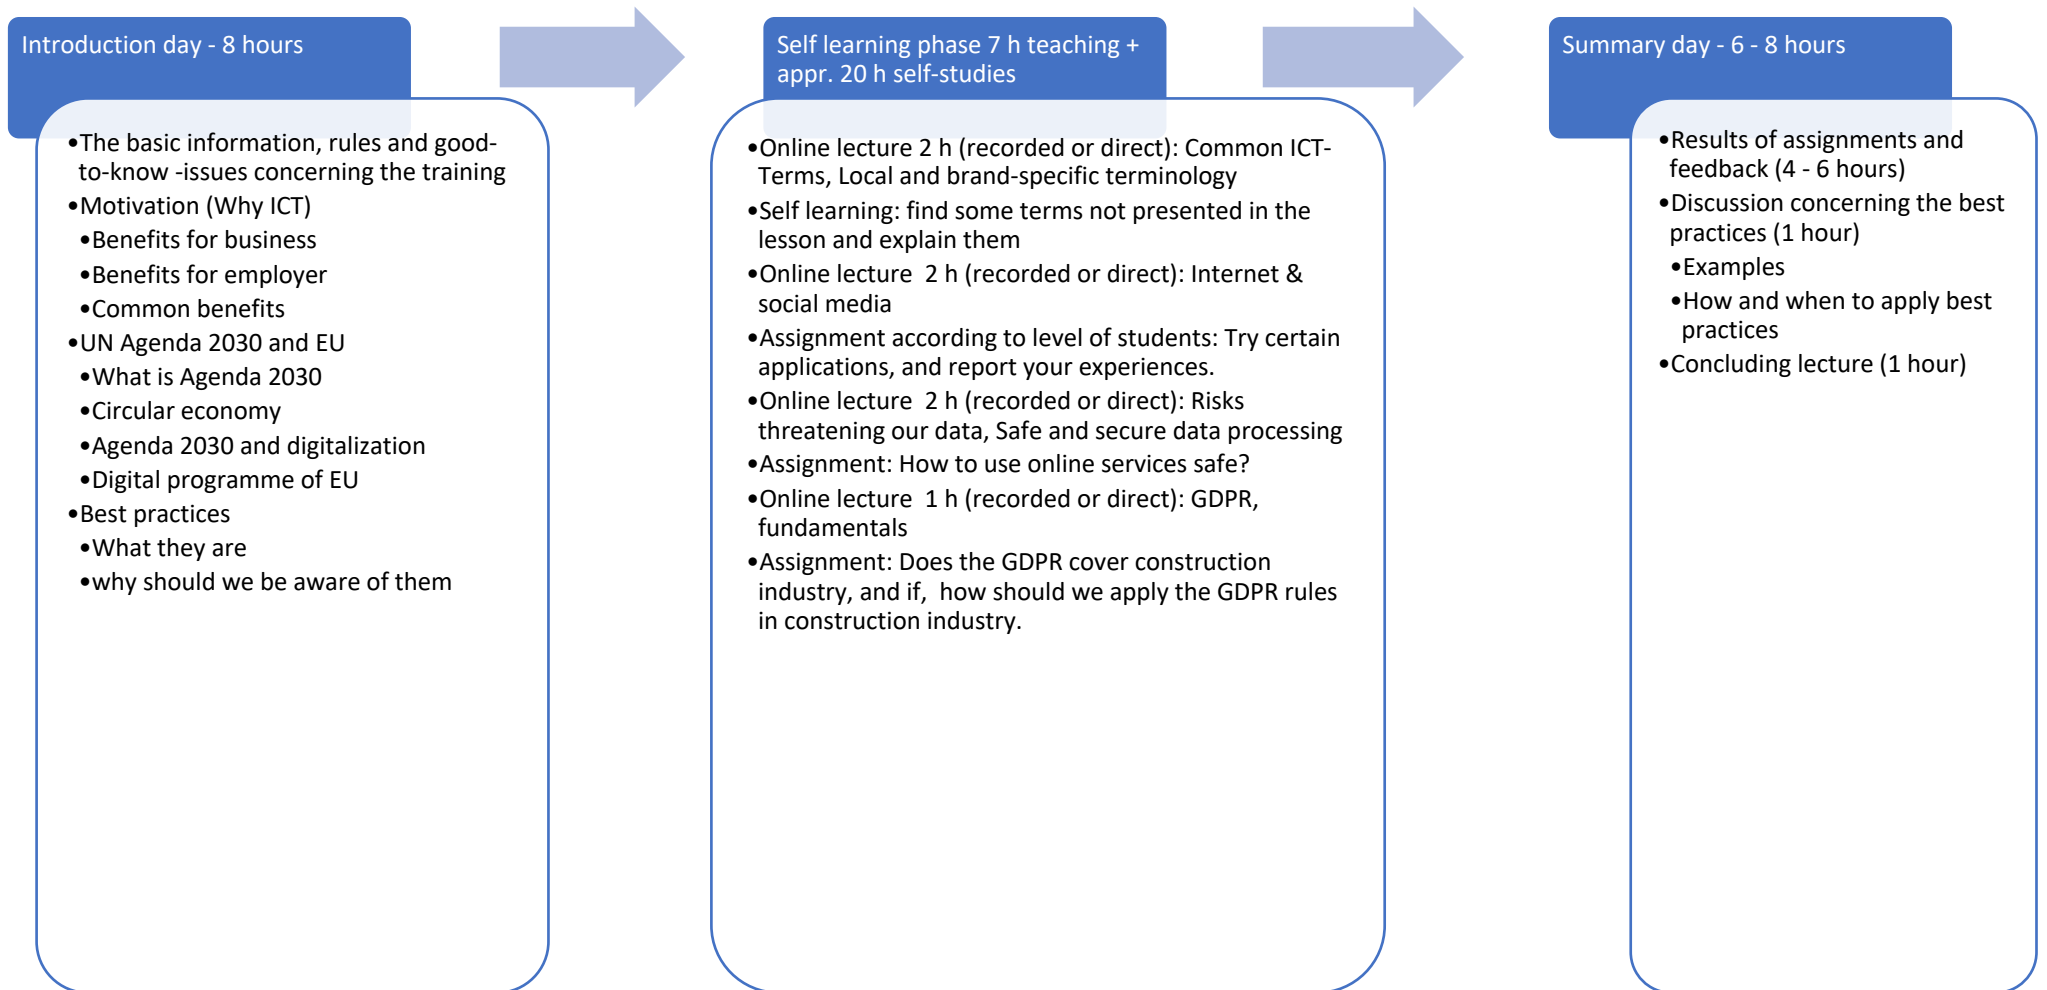 Introduction day - 8 hours
•The basic information, rules and good-
to-know -issues concerning the training
•Motivation (Why ICT)
•Benefits for business
•Benefits for employer
•Common benefits
•UN Agenda 2030 and EU
•What is Agenda 2030
•Circular economy
•Agenda 2030 and digitalization
•Digital programme of EU
•Best practices
•What they are
•why should we be aware of them
Self learning phase 7 h teaching +
appr. 20 h self-studies
•Online lecture 2 h (recorded or direct): Common ICT-
Terms, Local and brand-specific terminology
•Self learning: find some terms not presented in the
lesson and explain them
•Online lecture  2 h (recorded or direct): Internet &
social media
•Assignment according to level of students: Try certain
applications, and report your experiences.
•Online lecture  2 h (recorded or direct): Risks
threatening our data, Safe and secure data processing
•Assignment: How to use online services safe?
•Online lecture  1 h (recorded or direct): GDPR,
fundamentals
•Assignment: Does the GDPR cover construction
industry, and if,  how should we apply the GDPR rules
in construction industry.
Summary day - 6 - 8 hours
•Results of assignments and
feedback (4 - 6 hours)
•Discussion concerning the best
practices (1 hour)
•Examples
•How and when to apply best
practices
•Concluding lecture (1 hour)